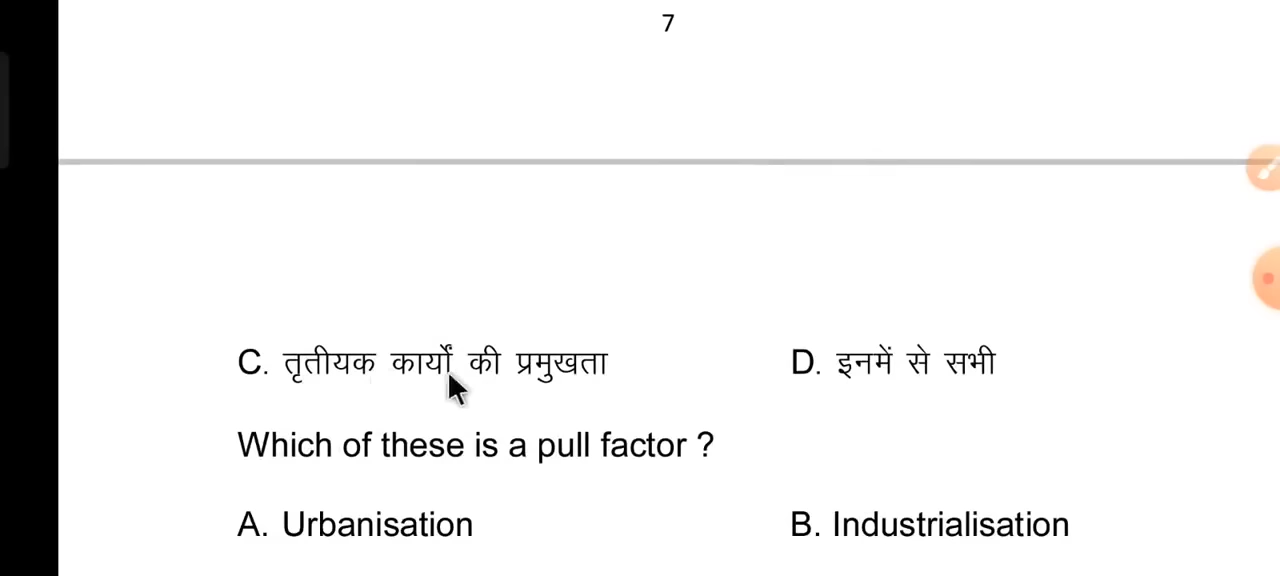 7
C. तृतीयक कार्यों की प्रमुखता D. इनमें से सभी
Which of these is a pull factor ?
A. Urbanisation B. Industrialisation